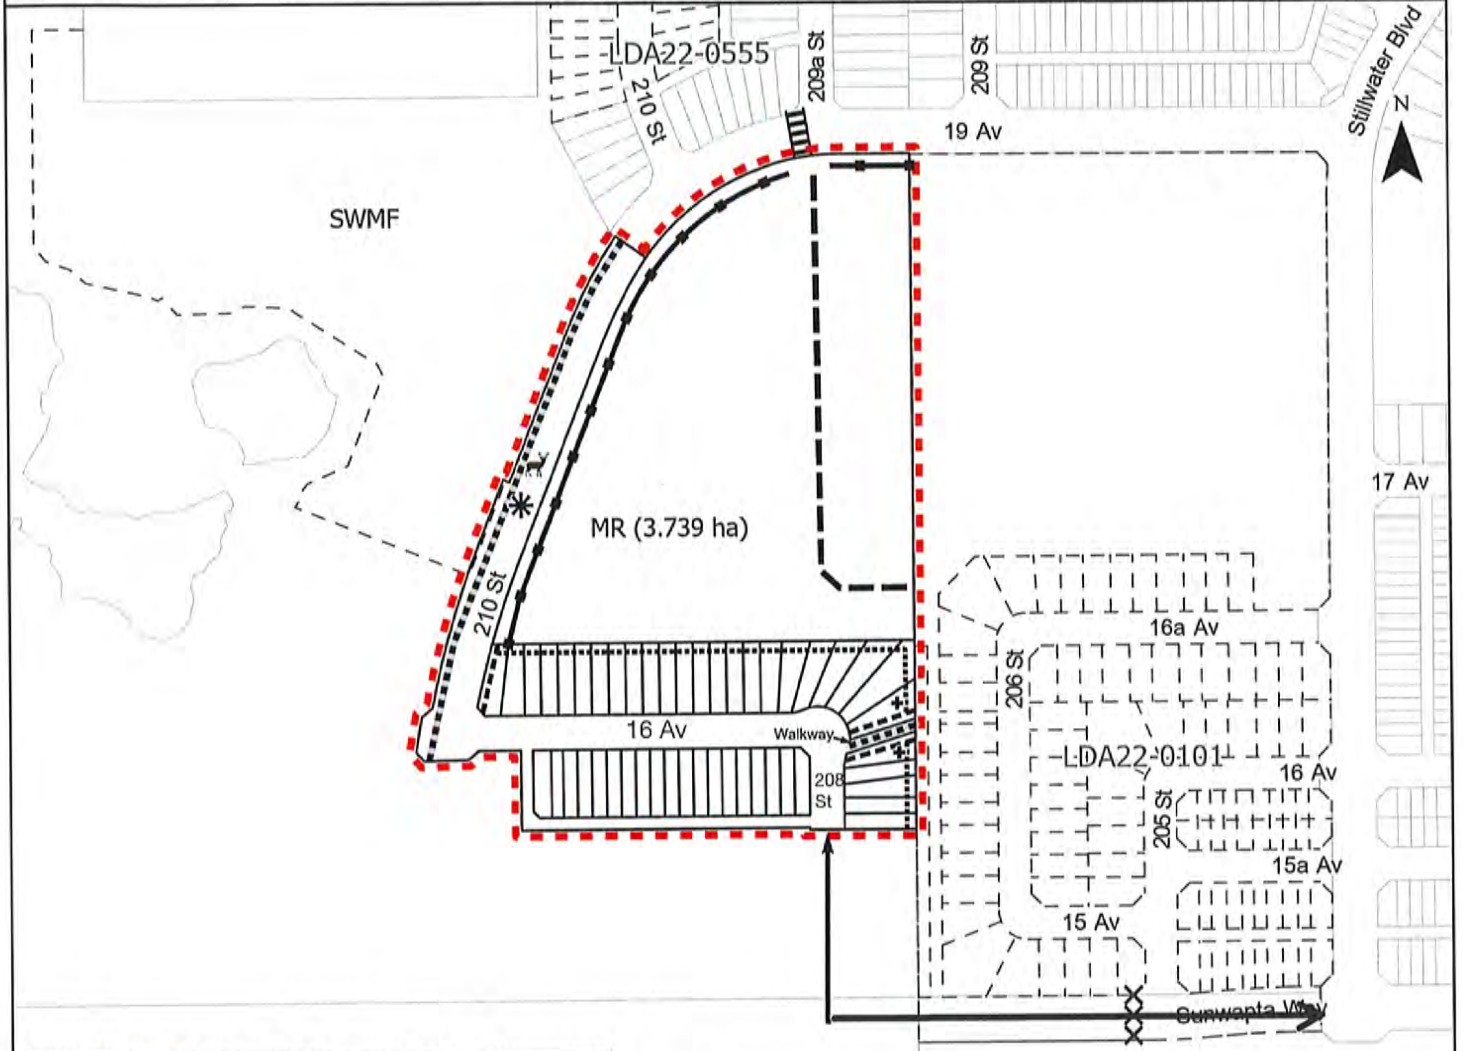 LDA22-0555
209a St
209 St
Stillwater Blvd
210 St
N
19 Av
SWMF
17 Av
MR (3.739 ha)
210 St
16a Av
206 St
16 Av
Walkway
LDA22-0101
16 Av
208
St
205 St
15a Av
15 Av
Sunwapta Way